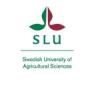 SLU
Swedish University of
Agricultural Sciences